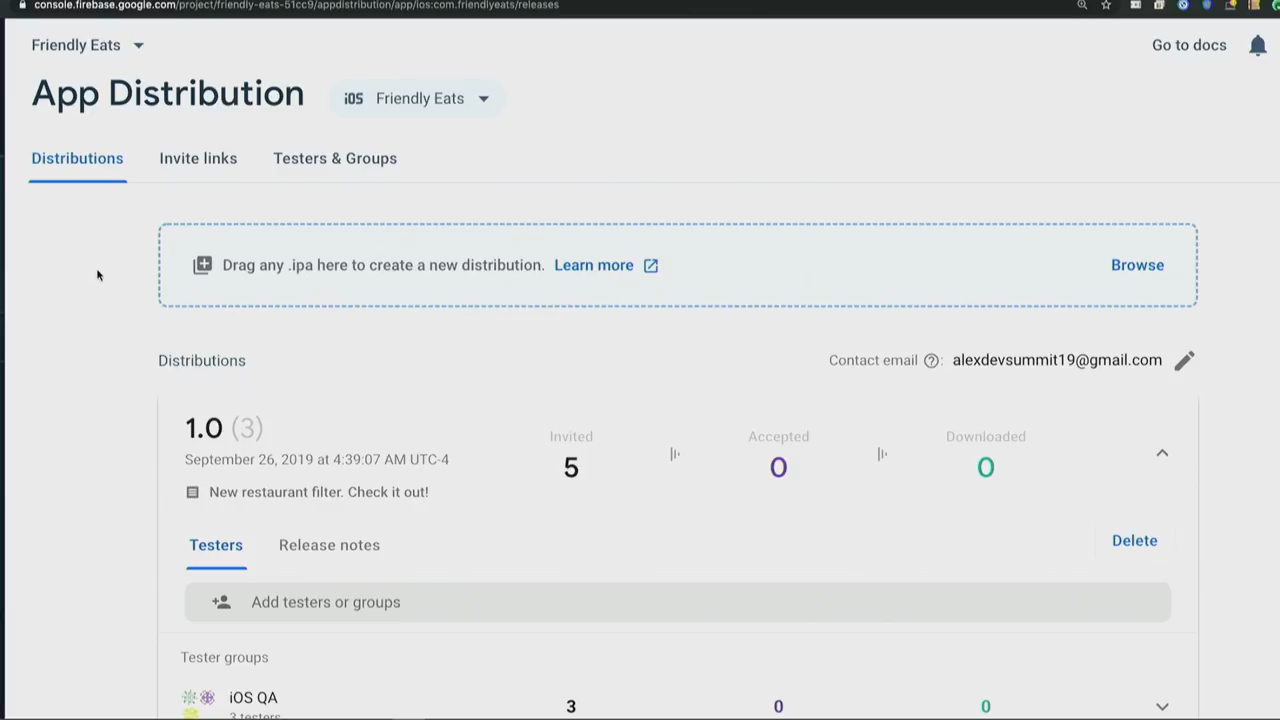 console.firebase.google.com/project/friendly-eats-51cc9/appdistribution/app/ios:com.friendlyeats/releases
Friendly Eats
Go to docs
App Distribution
iOS Friendly Eats
Distributions Invite links Testers & Groups
Drag any .ipa here to create a new distribution. Learn more
Browse
Distributions
Contact email ? : alexdevsummit19@gmail.com
1.0 (3)
Invited Accepted Downloaded
September 26, 2019 at 4:39:07 AM UTC-4
5 0 0
New restaurant filter. Check it out!
Testers Release notes
Delete
Add testers or groups
Tester groups
iOS QA
3 0 0
3 testers